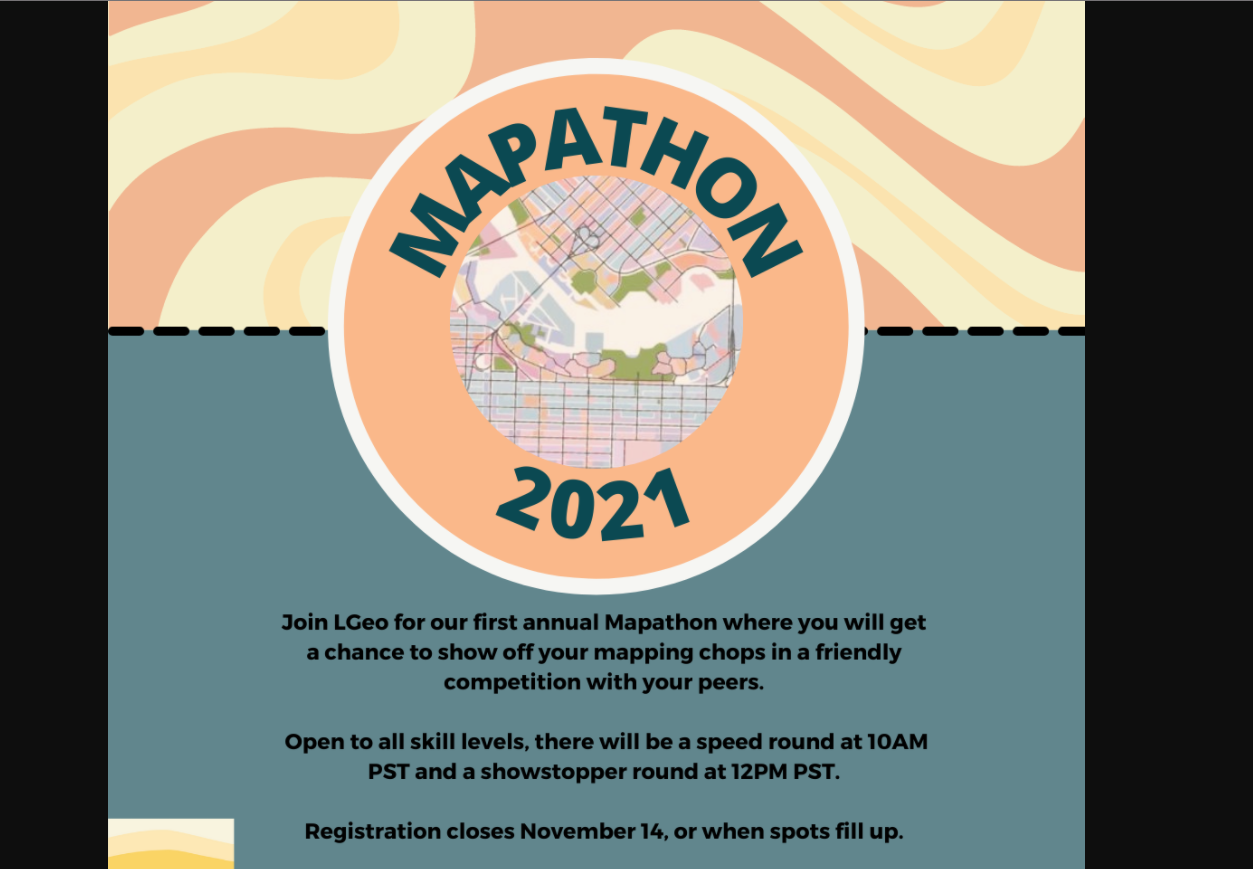 MAPATHON
2021
Join LGeo for our first annual Mapathon where you will get
a chance to show off your mapping chops in a friendly
competition with your peers.
Open to all skill levels, there will be a speed round at 10AM
PST and a showstopper round at 12PM PST.
Registration closes November 14, or when spots fill up.